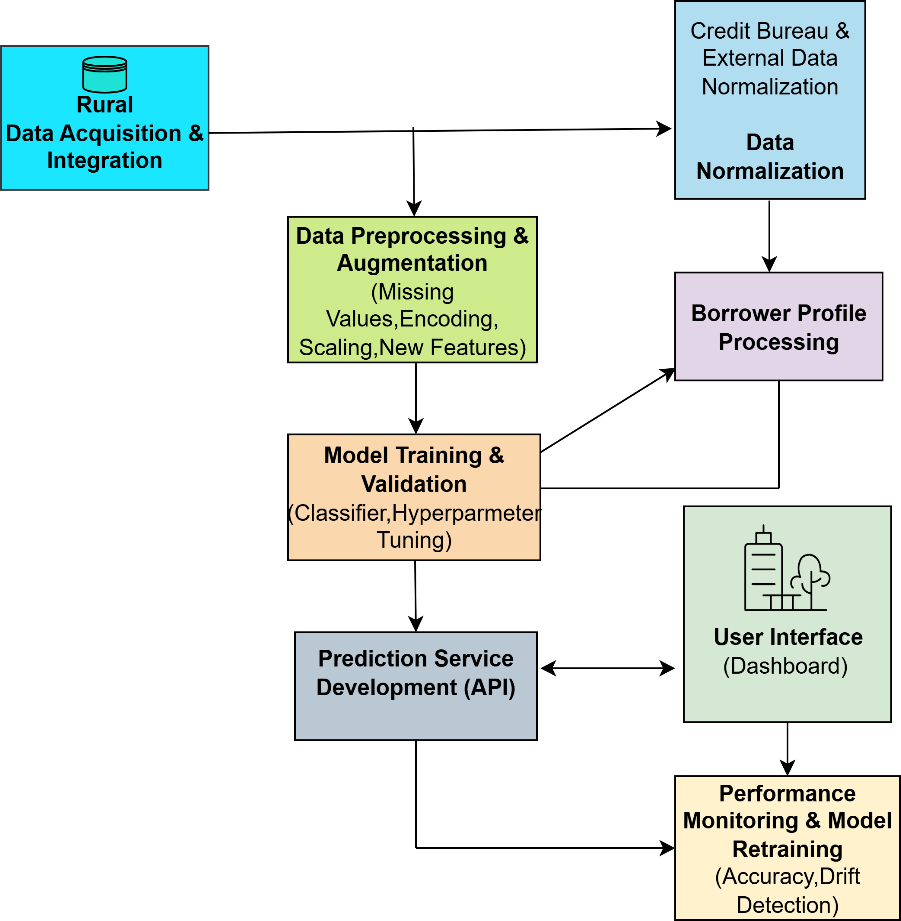 Rural
Data Acquisition &
Integration
Credit Bureau &
External Data
Normalization
Data
Normalization
Data Preprocessing &
Augmentation
(Missing
Values,Encoding,
Scaling,New Features)
Borrower Profile
Processing
Model Training &
Validation
(Classifier,Hyperparmeter
Tuning)
Prediction Service
Development (API)
User Interface
(Dashboard)
Performance
Monitoring & Model
Retraining
(Accuracy,Drift
Detection)